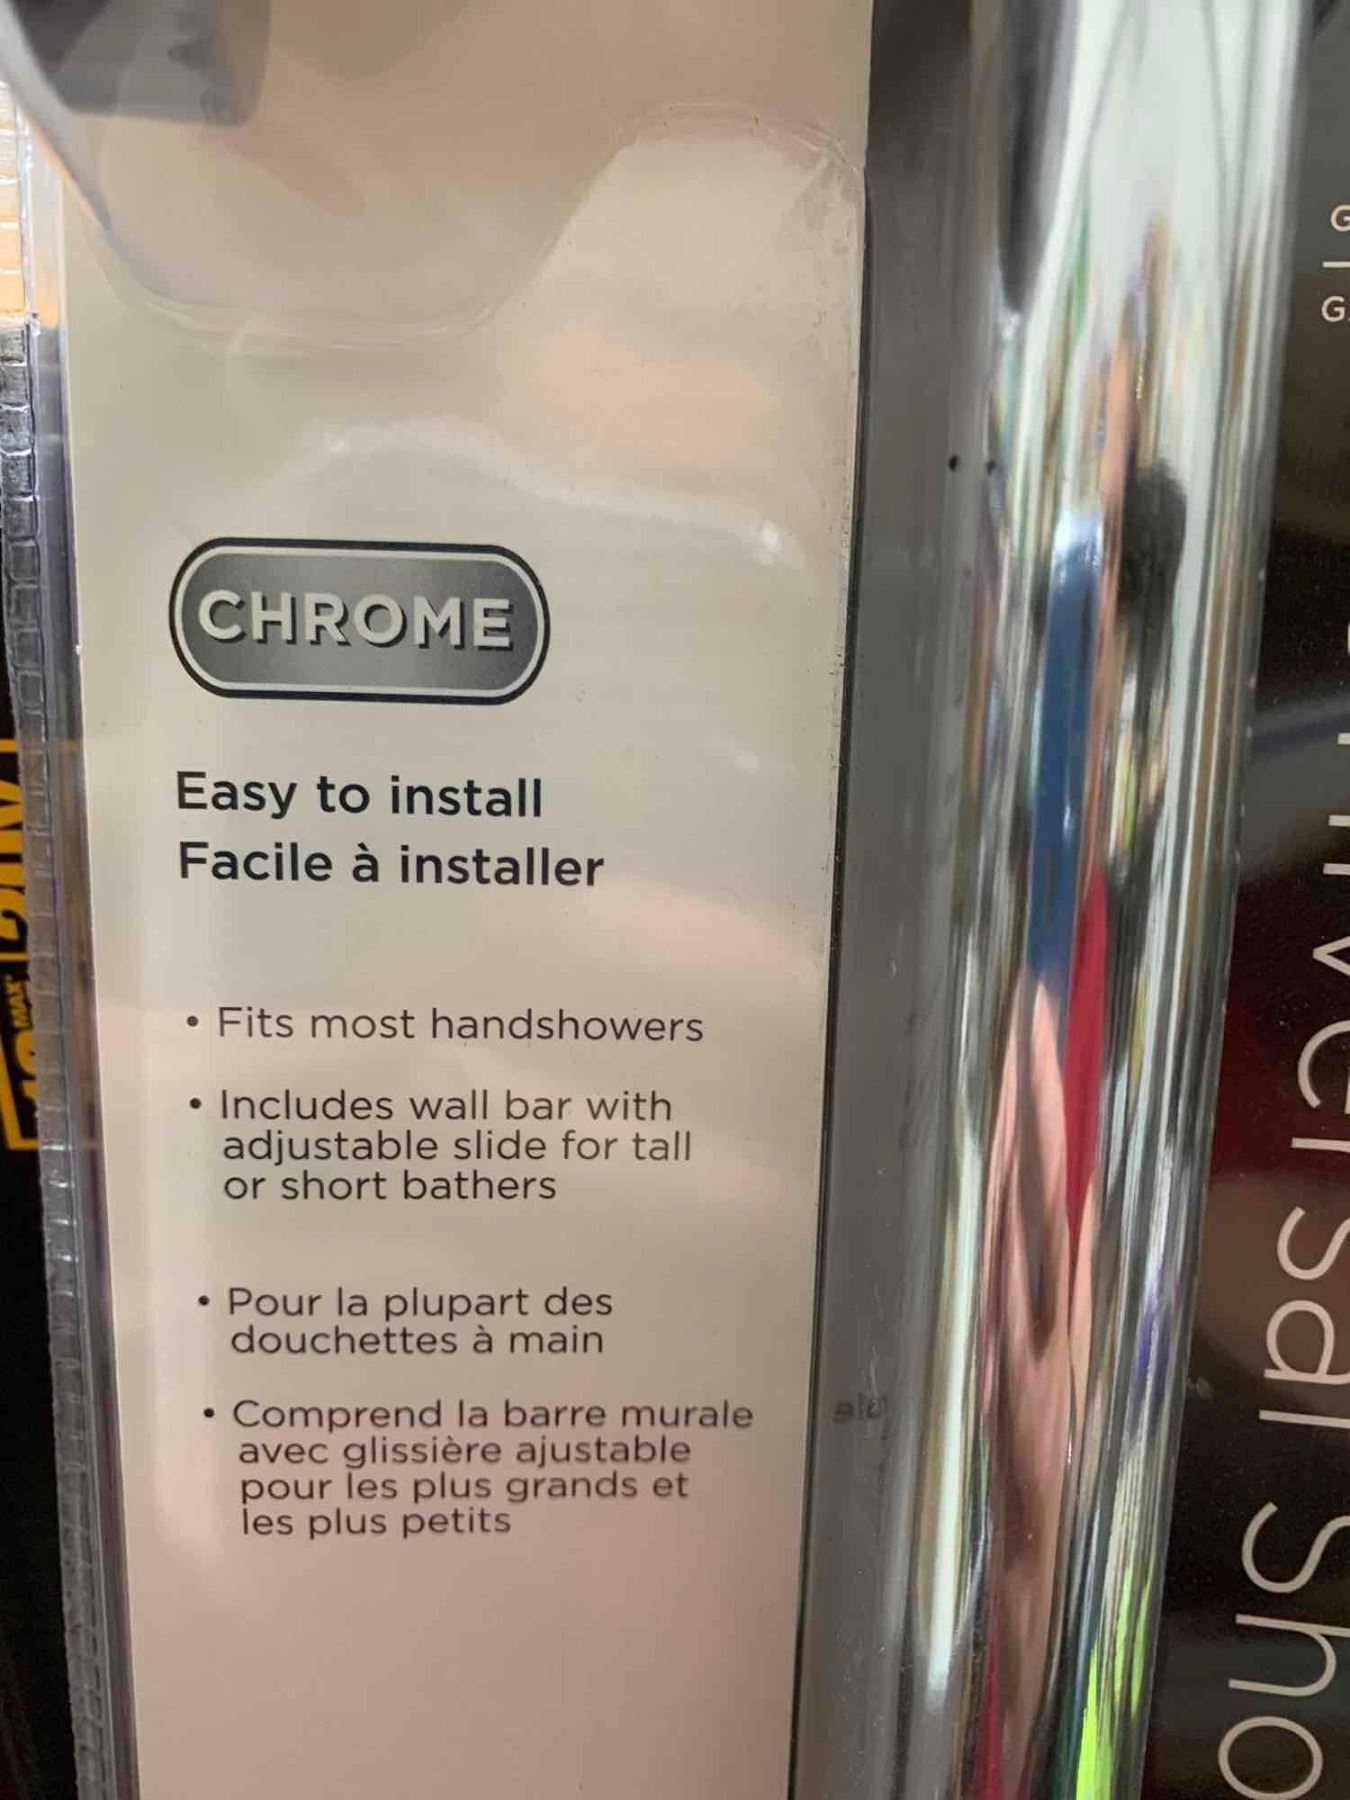 CHROME
Easy to install
Facile à installer
• Fits most handshowers
• Includes wall bar with
adjustable slide for tall
or short bathers
• Pour la plupart des
douchettes à main
• Comprend la barre murale
avec glissière ajustable
pour les plus grands et
les plus petits
20V
MAX*